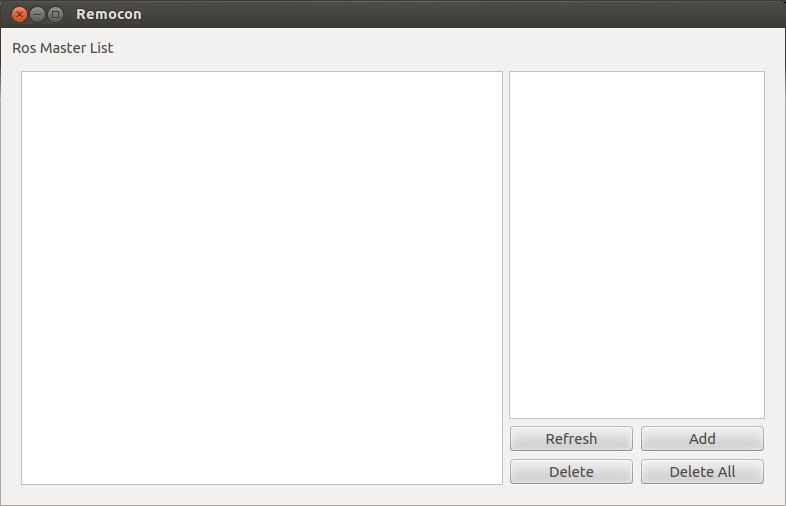 Remocon
Ros Master List
Refresh Add
Delete Delete All